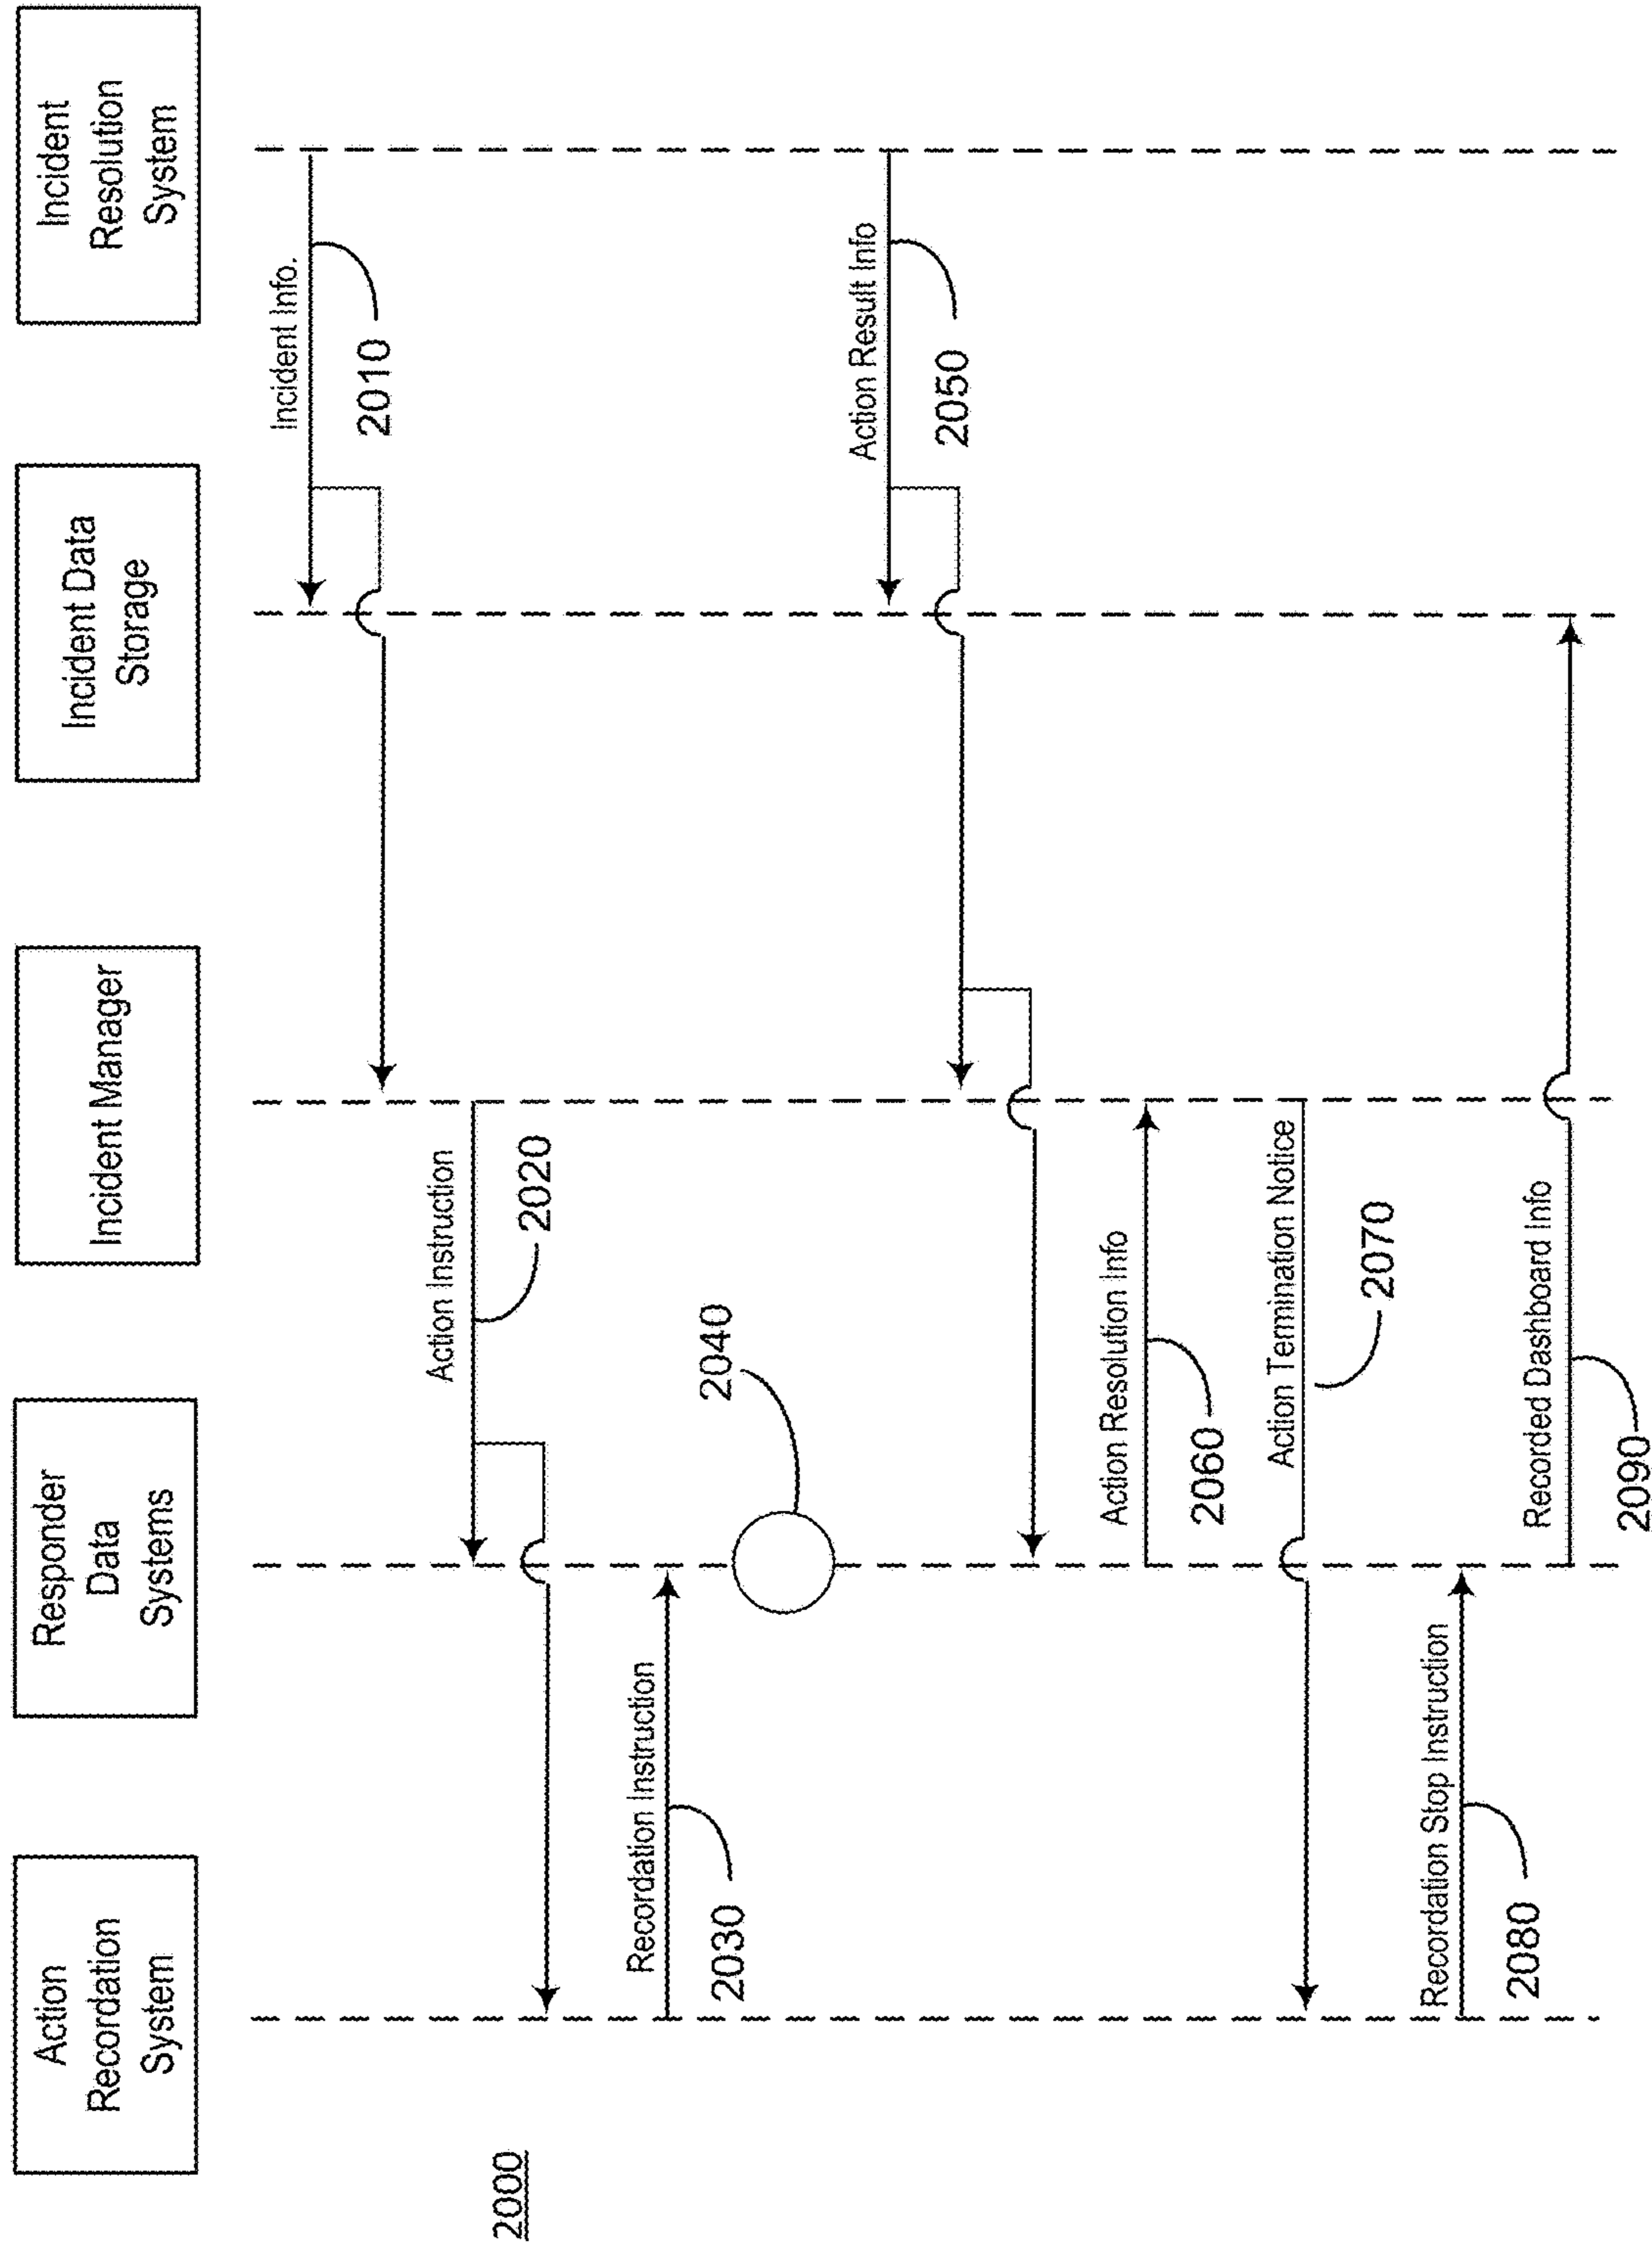 Action
Recordation
System
Responder
Data
Systems
Incident Manager
Incident Data
Storage
Incident
Resolution
System
Incident Info.
2010
Action Instruction
2020
Recordation Instruction
2030
2040
Action Result Info
2050
Action Resolution Info
2060
Action Termination Notice
2070
Recordation Stop Instruction
2080
Recorded Dashboard Info
2090
2000